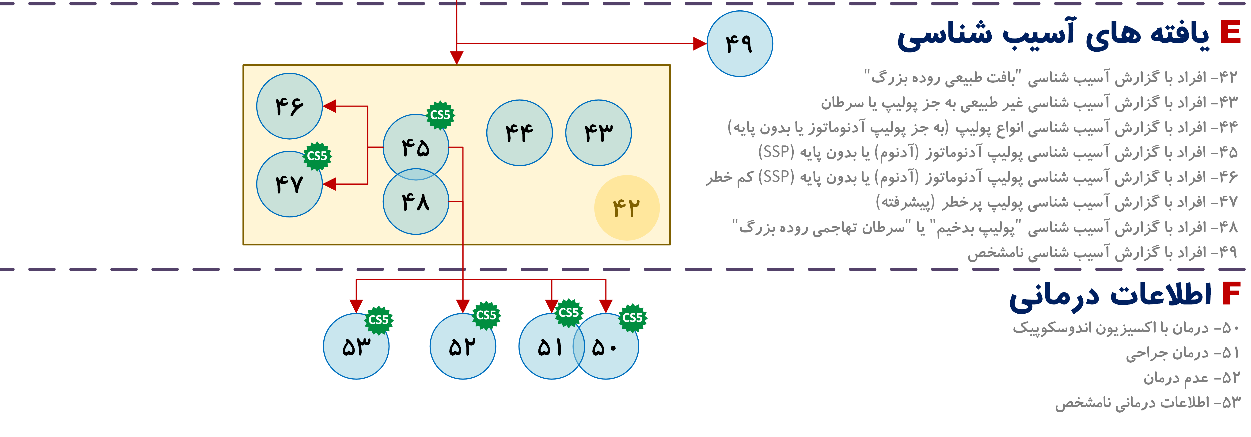 E یافته های آسیب شناسی
۴۲- افراد با گزارش آسیب شناسی "بافت طبیعی روده بزرگ"
۴۳- افراد با گزارش آسیب شناسی غیر طبیعی به جز پولیپ یا سرطان
۴۴- افراد با گزارش آسیب شناسی انواع پولیپ (به جز پولیپ آدنوماتوز یا بدون پایه)
۴۵- افراد با گزارش آسیب شناسی پولیپ آدنوماتوز (آدنوم) یا بدون پایه (SSP)
۴۶- افراد با گزارش آسیب شناسی پولیپ آدنوماتوز (آدنوم) یا بدون پایه (SSP) کم خطر
۴۷- افراد با گزارش آسیب شناسی پولیپ پرخطر (پیشرفته)
۴۸- افراد با گزارش آسیب شناسی "پولیپ بدخیم" یا "سرطان تهاجمی روده بزرگ"
۴۹- افراد با گزارش آسیب شناسی نامشخص
۴۹
۴۶
CS5
۴۵
۴۴
۴۳
CS5
۴۷
۴۸
۴۲
F اطلاعات درمانی
۵۰- درمان با اکسیزیون اندوسکوپیک
۵۱- درمان جراحی
۵۲- عدم درمان
۵۳- اطلاعات درمانی نامشخص
CS5
۵۳
CS5
۵۲
CS5
۵۱
CS5
۵۰